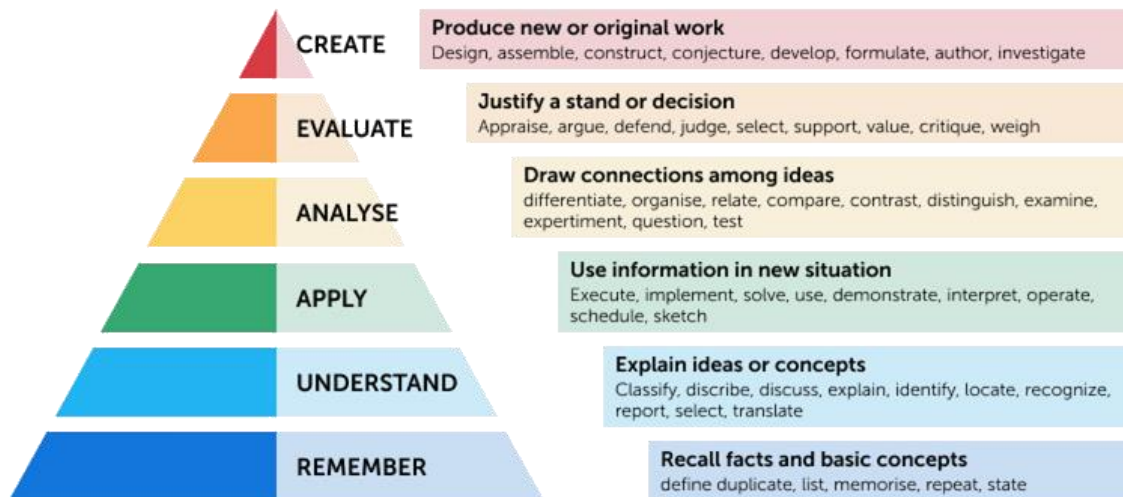 CREATE
Produce new or original work
Design, assemble, construct, conjecture, develop, formulate, author, investigate
EVALUATE
Justify a stand or decision
Appraise, argue, defend, judge, select, support, value, critique, weigh
ANALYSE
Draw connections among ideas
differentiate, organise, relate, compare, contrast, distinguish, examine,
expertiment, question, test
APPLY
Use information in new situation
Execute, implement, solve, use, demonstrate, interpret, operate,
schedule, sketch
UNDERSTAND
Explain ideas or concepts
Classify, discribe, discuss, explain, identify, locate, recognize,
report, select, translate
REMEMBER
Recall facts and basic concepts
define duplicate, list, memorise, repeat, state